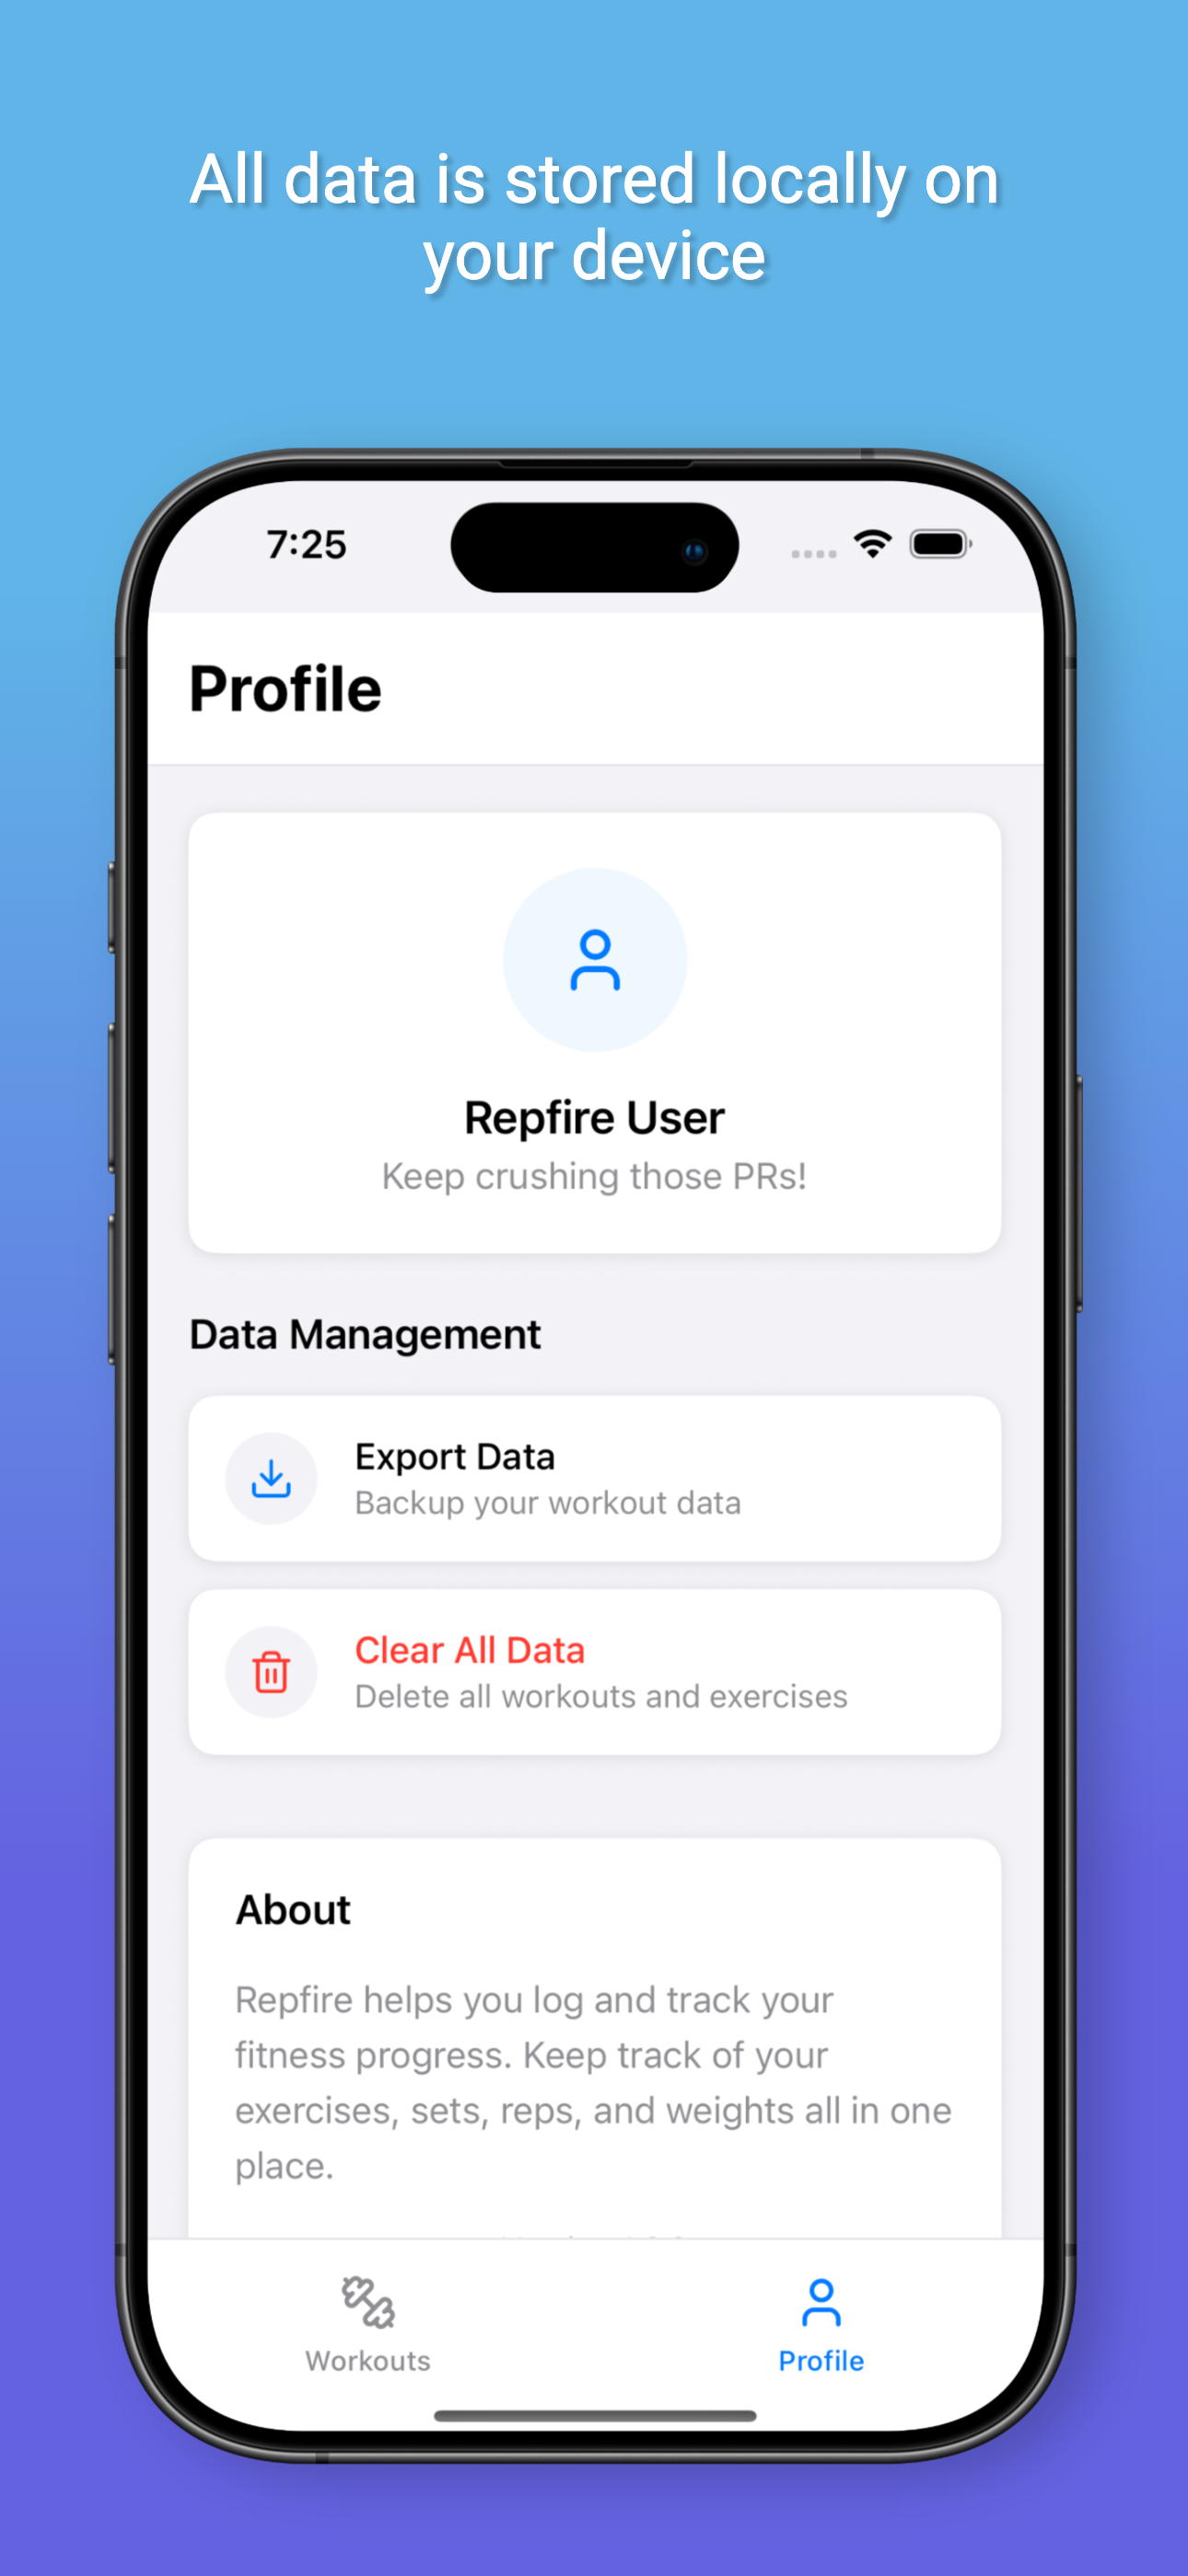 All data is stored locally on
your device
7:25
Profile
Repfire User
Keep crushing those PRs!
Data Management
Export Data
Backup your workout data
Clear All Data
Delete all workouts and exercises
About
Repfire helps you log and track your
fitness progress. Keep track of your
exercises, sets, reps, and weights all in one
place.
Workouts
Profile